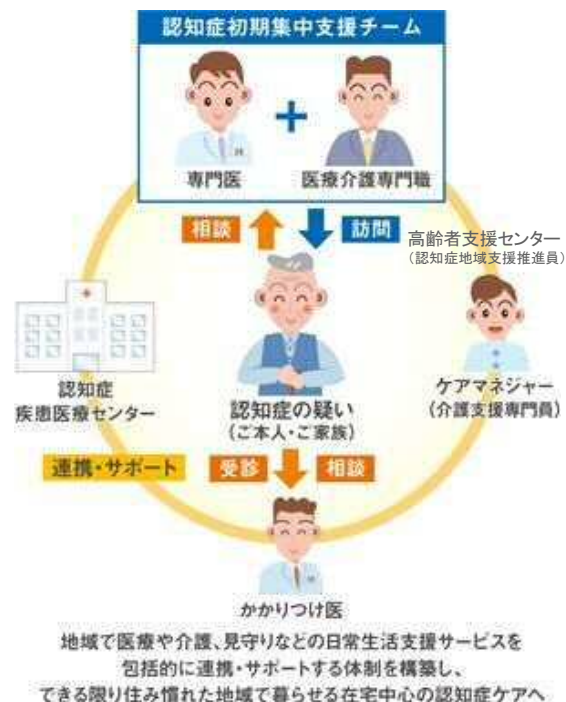 認知症初期集中支援チーム
専門医
医療介護専門職
相談
訪問
高齢者支援センター
（認知症地域支援推進員）
認知症
疾患医療センター
認知症の疑い
（ご本人・ご家族）
ケアマネジャー
（介護支援専門員）
連携・サポート
受診
相談
かかりつけ医
地域で医療や介護、見守りなどの日常生活支援サービスを
包括的に連携・サポートする体制を構築し、
できる限り住み慣れた地域で暮らせる在宅中心の認知症ケアへ